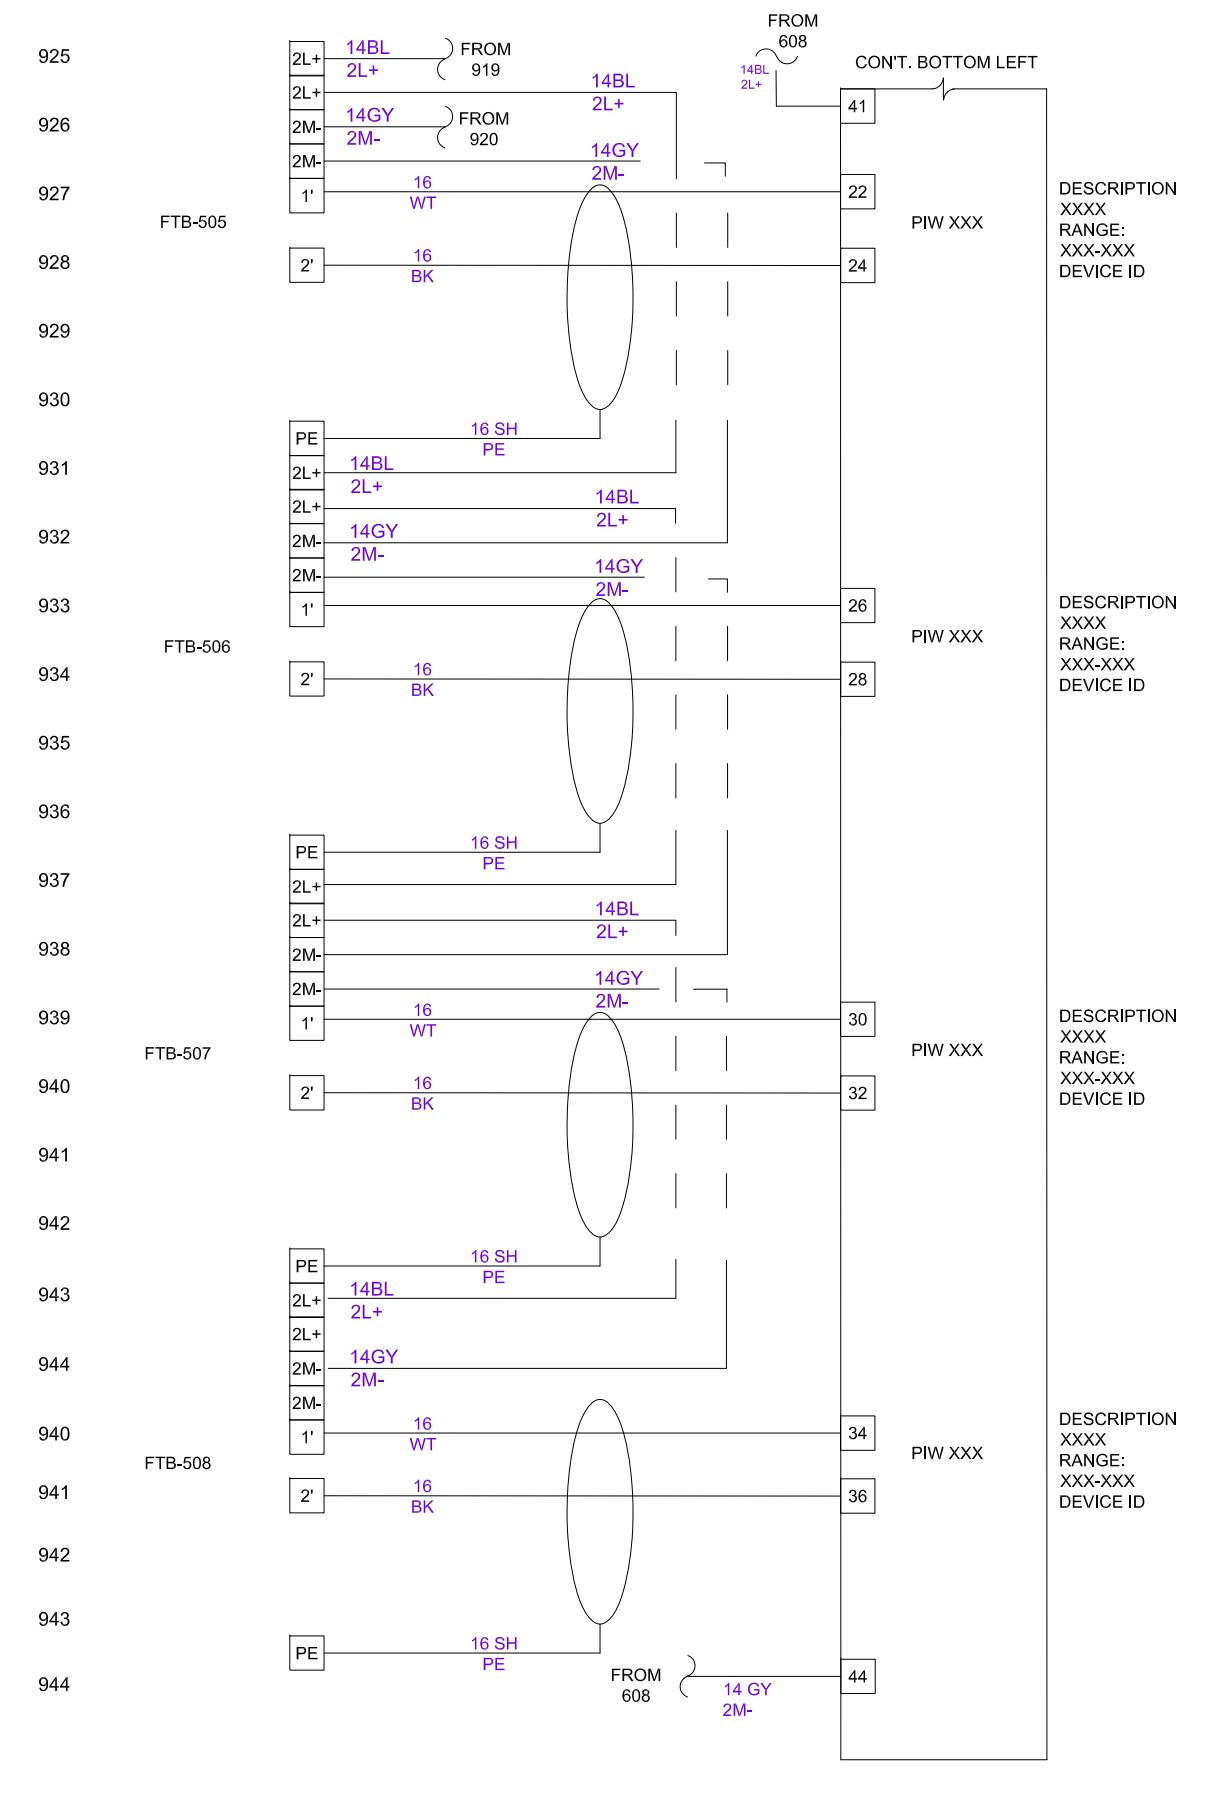 FROM
608
925
2L+
14BL
2L+
FROM
919
14BL
2L+
CON'T. BOTTOM LEFT
2L+
14BL
2L+
41
926
2M-
14GY
2M-
FROM
920
2M-
14GY
2M-
927
1'
16
WT
22
DESCRIPTION
XXXX
RANGE:
XXX-XXX
DEVICE ID
FTB-505
PIW XXX
928
2'
16
BK
24
929
930
PE
16 SH
PE
931
2L+
14BL
2L+
2L+
14BL
2L+
932
2M-
14GY
2M-
2M-
14GY
2M-
933
1'
26
DESCRIPTION
XXXX
RANGE:
XXX-XXX
DEVICE ID
FTB-506
PIW XXX
934
2'
16
BK
28
935
936
PE
16 SH
PE
937
2L+
2L+
14BL
2L+
938
2M-
2M-
14GY
2M-
939
1'
16
WT
30
DESCRIPTION
XXXX
RANGE:
XXX-XXX
DEVICE ID
FTB-507
PIW XXX
940
2'
16
BK
32
941
942
PE
16 SH
PE
943
2L+
14BL
2L+
2L+
944
2M-
14GY
2M-
2M-
940
1'
16
WT
34
DESCRIPTION
XXXX
RANGE:
XXX-XXX
DEVICE ID
FTB-508
PIW XXX
941
2'
16
BK
36
942
943
PE
16 SH
PE
944
FROM
608
14 GY
2M-
44